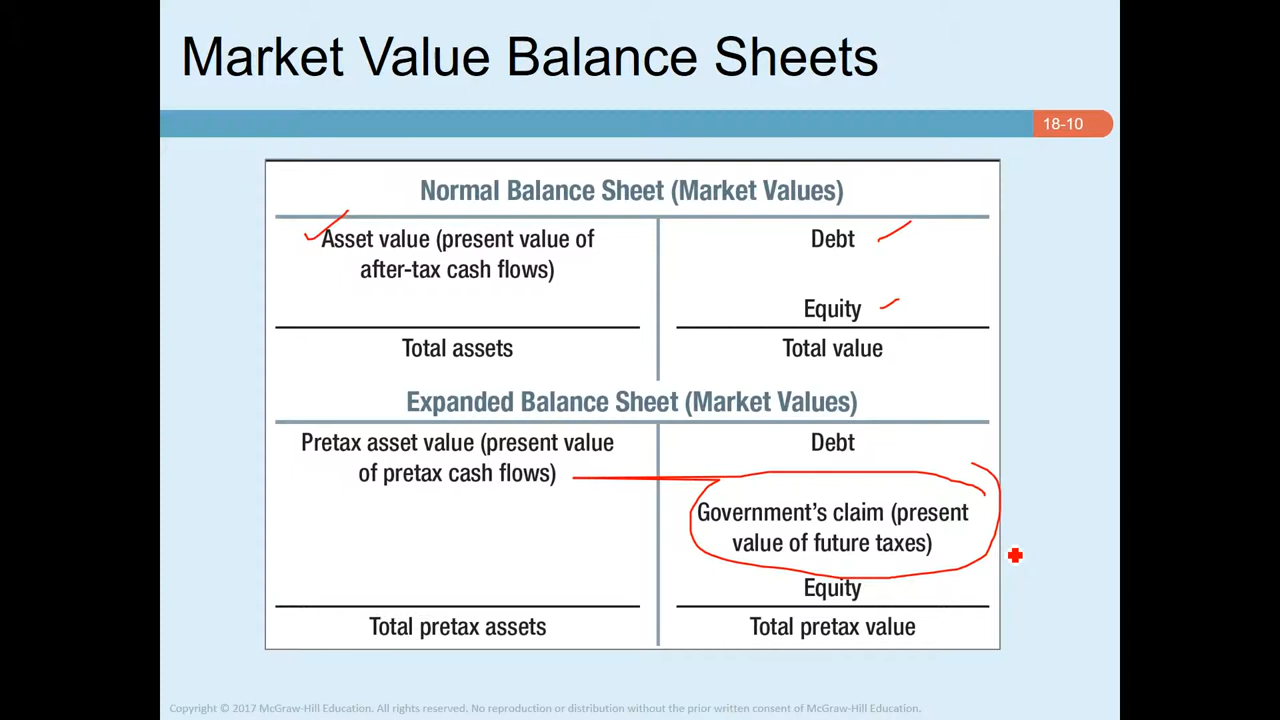 Market Value Balance Sheets
18-10
Normal Balance Sheet (Market Values)
Asset value (present value of
after-tax cash flows)
Debt
Equity
Total assets
Total value
Expanded Balance Sheet (Market Values)
Pretax asset value (present value
of pretax cash flows)
Debt
Government's claim (present
value of future taxes)
Equity
Total pretax assets
Total pretax value
Copyright © 2017 McGraw-Hill Education. No reproduction or distribution without the prior written consent of McGraw-Hill Education.